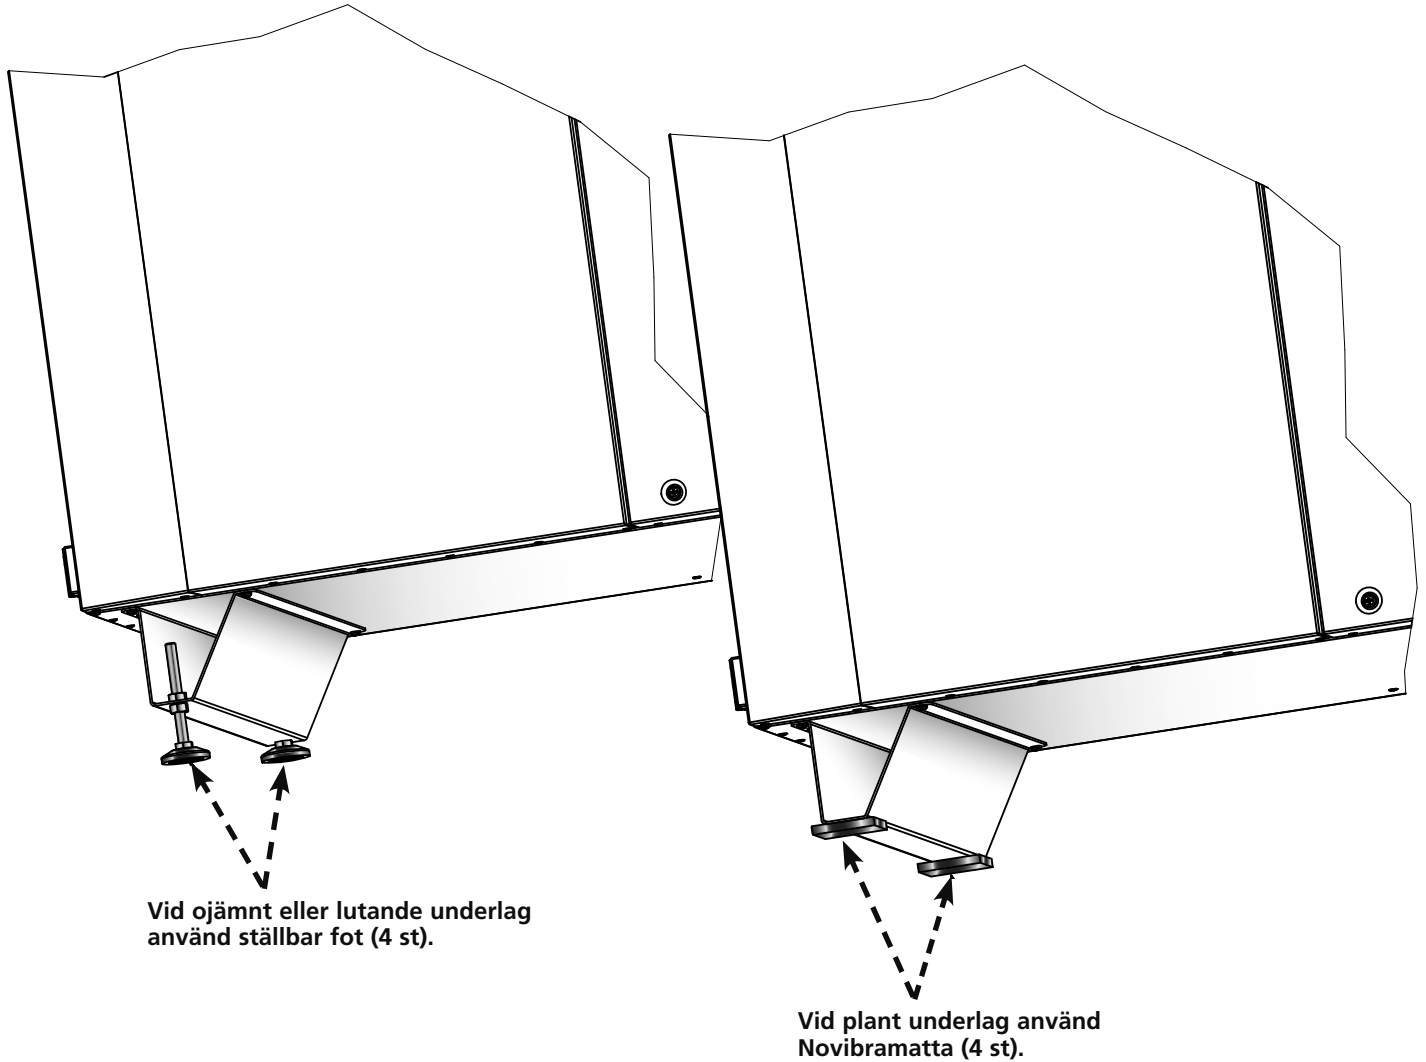 Vid ojämnt eller lutande underlag
använd ställbar fot (4 st).
Vid plant underlag använd
Novibramatta (4 st).